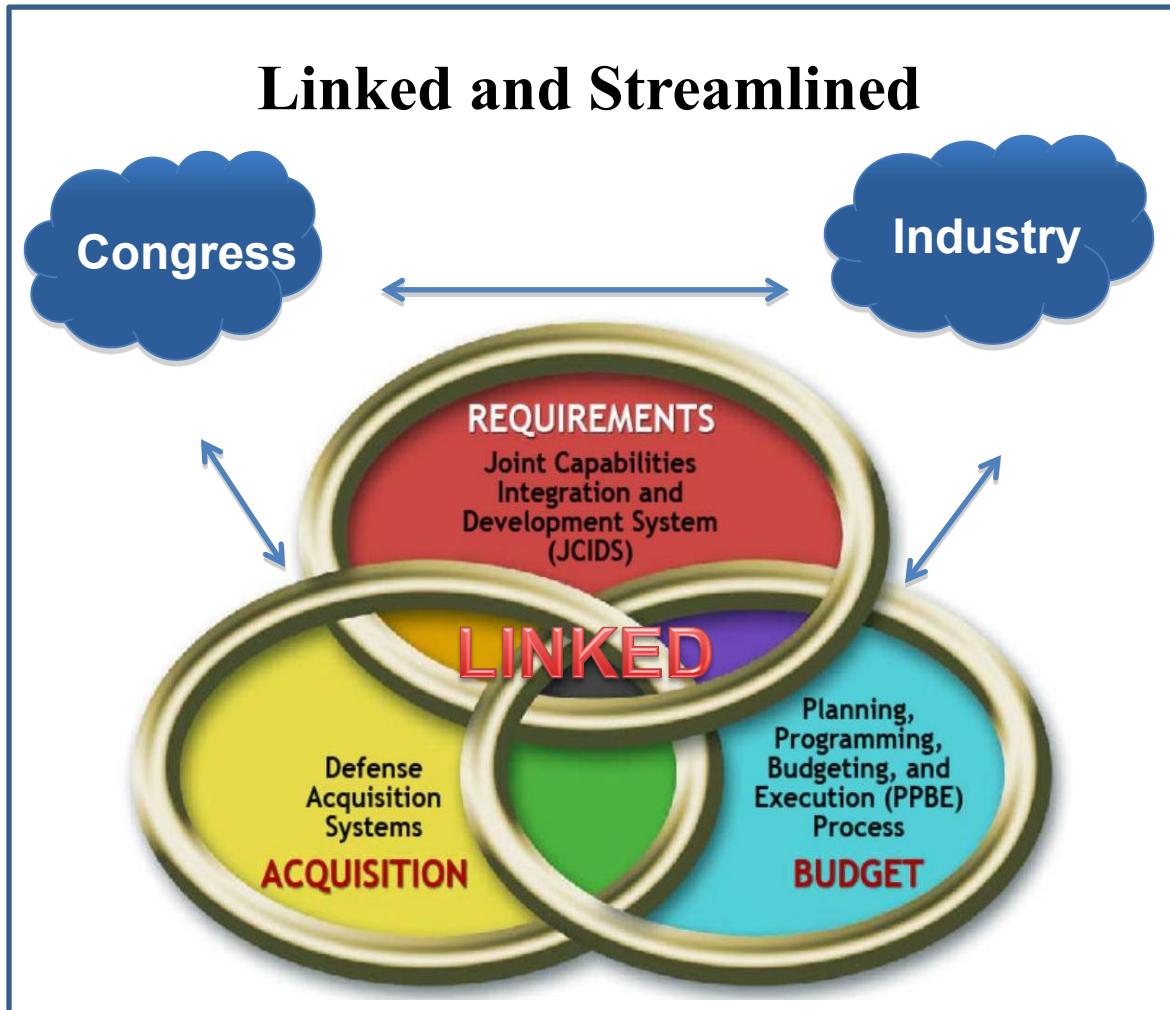 Linked and Streamlined
Congress
Industry
REQUIREMENTS
Joint Capabilities
Integration and
Development System
(JCIDS)
LINKED
Defense
Acquisition
Systems
ACQUISITION
Planning,
Programming,
Budgeting, and
Execution (PPBE)
Process
BUDGET